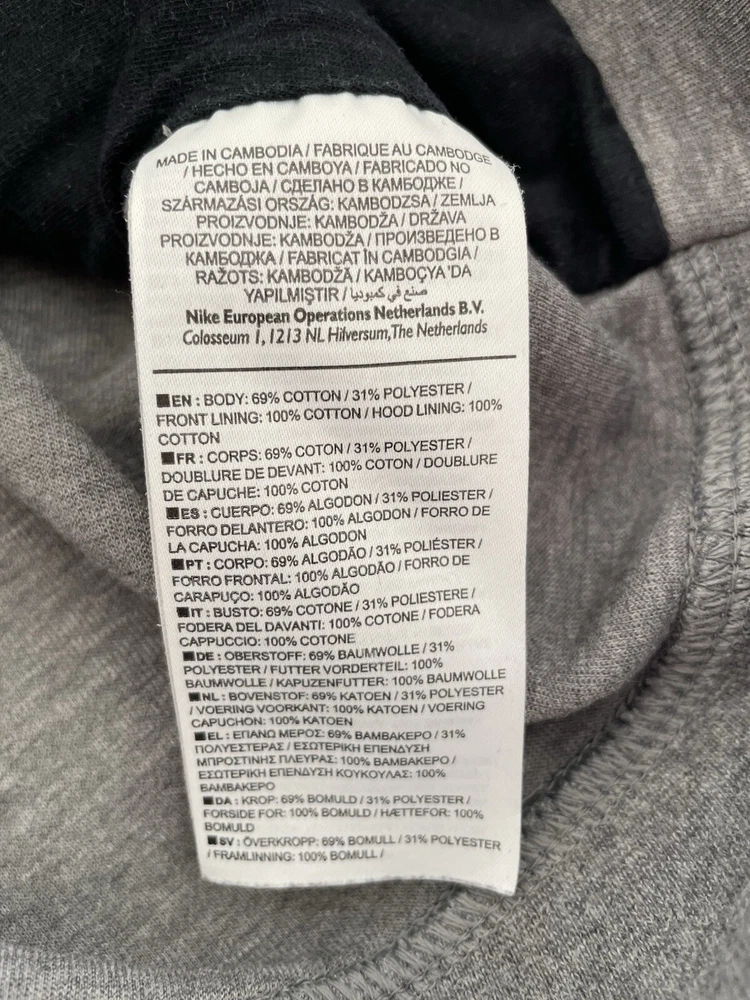 MADE IN CAMBODIA / FABRIQUE AU CAMBODGE
/ HECHO EN CAMBOYA / FABRICADO NO
CAMBOJA / СДЕЛАНО В КАМБОДЖЕ /
SZÁRMAZÁSI ORSZÁG: KAMBODZSA / ZEMLJA
PROIZVODNJE: KAMBODŽA / DRŽAVA
PROIZVODNJE: KAMBODŽA / ПРОИЗВЕДЕНО В
КАМБОДЖА / FABRICAT ÎN CAMBODGIA /
RAŽOTS: KAMBODŽĀ / KAMBOÇYA'DA
YAPILMIŞTIR / صنع في كمبوديا
Nike European Operations Netherlands B.V.
Colosseum 1, 1213 NL Hilversum, The Netherlands
EN : BODY: 69% COTTON / 31% POLYESTER /
FRONT LINING: 100% COTTON / HOOD LINING: 100%
COTTON
FR : CORPS: 69% COTON / 31% POLYESTER /
DOUBLURE DE DEVANT: 100% COTON / DOUBLURE
DE CAPUCHE: 100% COTON
ES : CUERPO: 69% ALGODON / 31% POLIESTER /
FORRO DELANTERO: 100% ALGODON / FORRO DE
LA CAPUCHA: 100% ALGODON
PT : CORPO: 69% ALGODÃO / 31% POLIÉSTER /
FORRO FRONTAL: 100% ALGODÃO / FORRO DE
CARAPUÇO: 100% ALGODÃO
IT : BUSTO: 69% COTONE / 31% POLIESTERE /
FODERA DEL DAVANTI: 100% COTONE / FODERA
CAPPUCCIO: 100% COTONE
DE : OBERSTOFF: 69% BAUMWOLLE / 31%
POLYESTER / FUTTER VORDERTEIL: 100%
BAUMWOLLE / KAPUZENFUTTER: 100% BAUMWOLLE
NL : BOVENSTOF: 69% KATOEN / 31% POLYESTER
/ VOERING VOORKANT: 100% KATOEN / VOERING
CAPUCHON: 100% KATOEN
EL : ΕΠΑΝΩ ΜΕΡΟΣ: 69% ΒΑΜΒΑΚΕΡΟ / 31%
ΠΟΛΥΕΣΤΕΡΑΣ / ΕΣΩΤΕΡΙΚΗ ΕΠΕΝΔΥΣΗ
ΜΠΡΟΣΤΙΝΗΣ ΠΛΕΥΡΑΣ: 100% ΒΑΜΒΑΚΕΡΟ /
ΕΣΩΤΕΡΙΚΗ ΕΠΕΝΔΥΣΗ ΚΟΥΚΟΥΛΑΣ: 100%
ΒΑΜΒΑΚΕΡΟ
DA : KROP: 69% BOMULD / 31% POLYESTER /
FORSIDE FOR: 100% BOMULD / HÆTTEFOR: 100%
BOMULD
SV : ÖVERKROPP: 69% BOMULL / 31% POLYESTER
/ FRAMLINNING: 100% BOMULL /